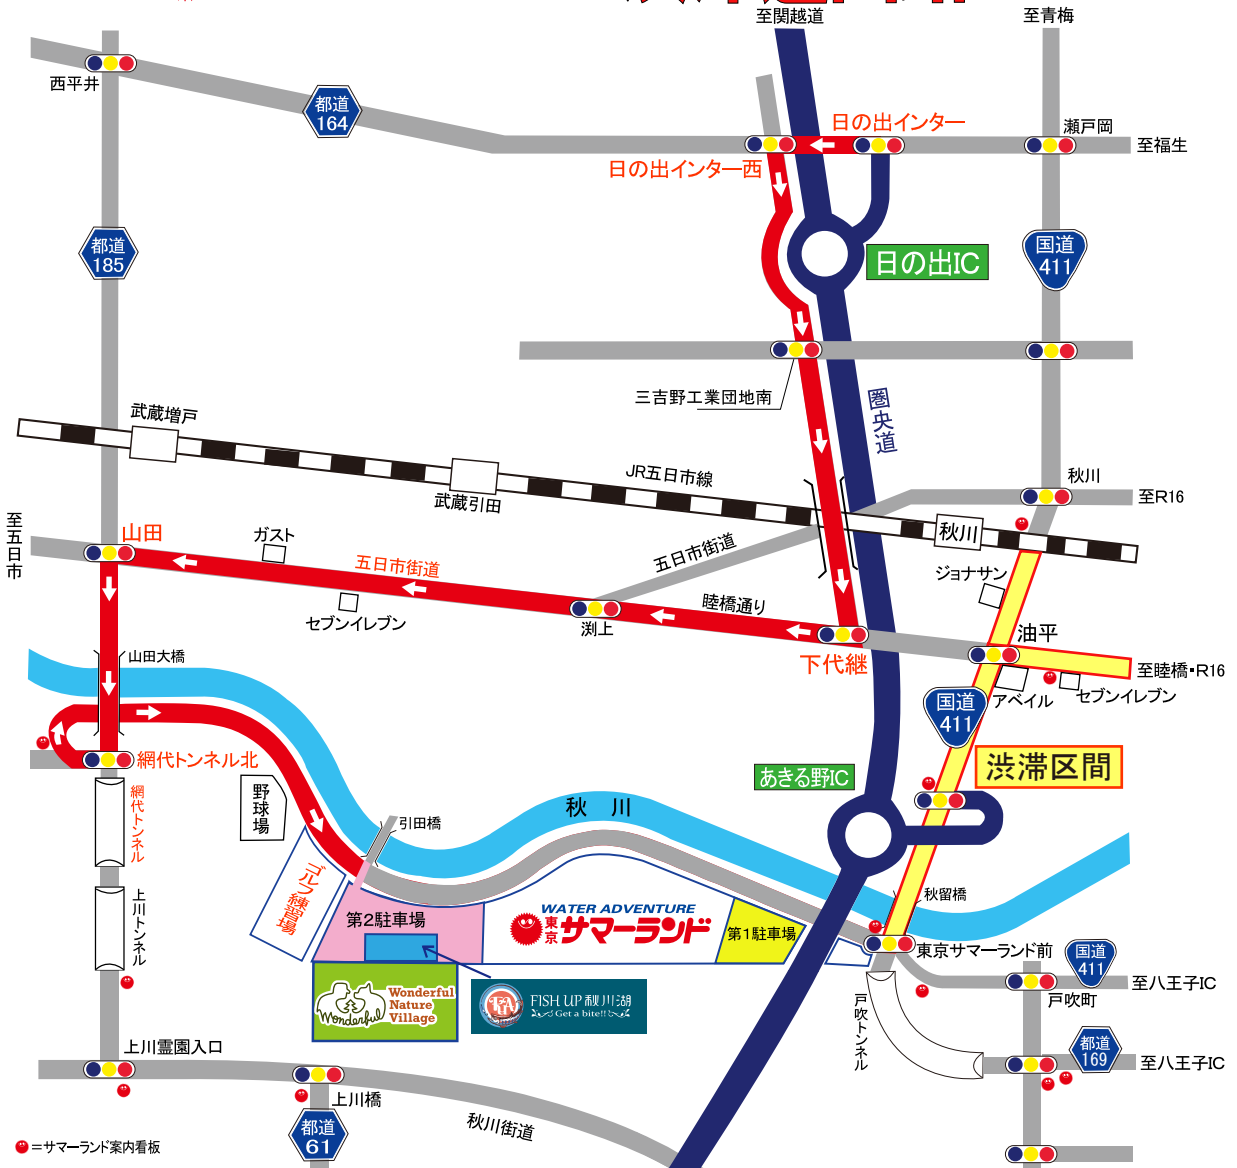 至関越道
至青梅
西平井
都道
164
日の出インター
瀬戸岡
至福生
日の出インター西
都道
185
日の出IC
国道
411
三吉野工業団地南
圏央道
武蔵増戸
JR五日市線
武蔵引田
秋川
至R16
至五日市
山田
ガスト
五日市街道
五日市街道
秋川
ジョナサン
セブンイレブン
渕上
睦橋通り
下代継
油平
至睦橋・R16
山田大橋
アベイル
セブンイレブン
国道
411
網代トンネル北
あきる野IC
渋滞区間
網代トンネル
野球場
秋川
引田橋
ゴルフ練習場
上川トンネル
第2駐車場
WATER ADVENTURE
東京サマーランド
第1駐車場
秋留橋
東京サマーランド前
国道
411
至八王子IC
戸吹町
戸吹トンネル
Wonderful
Nature
Village
Wonderful
FISH UP 秋川湖
Get a bite!!
上川霊園入口
都道
169
至八王子IC
上川橋
都道
61
秋川街道
=サマーランド案内看板